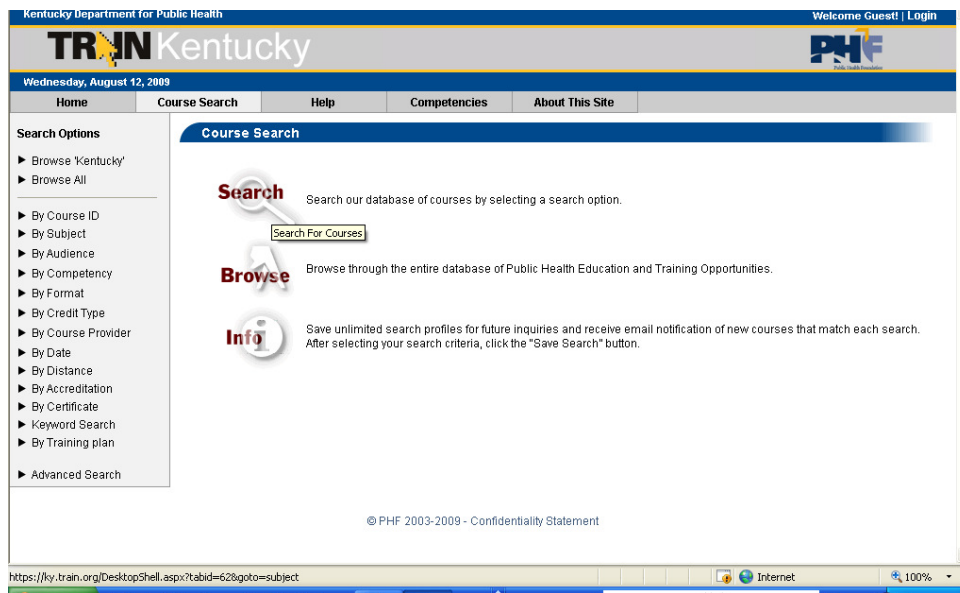 Kentucky Department for Public Health
Welcome Guest! | Login
TRAIN Kentucky
PHF
Public Health Foundation
Wednesday, August 12, 2009
Home Course Search Help Competencies About This Site
Search Options
Browse 'Kentucky'
Browse All
By Course ID
By Subject
By Audience
By Competency
By Format
By Credit Type
By Course Provider
By Date
By Distance
By Accreditation
By Certificate
Keyword Search
By Training plan
Advanced Search
Course Search
Search
Search our database of courses by selecting a search option.
Search For Courses
Browse
Browse through the entire database of Public Health Education and Training Opportunities.
Info
Save unlimited search profiles for future inquiries and receive email notification of new courses that match each search.
After selecting your search criteria, click the "Save Search" button.
© PHF 2003-2009 - Confidentiality Statement
https://ky.train.org/DesktopShell.aspx?tabid=62&goto=subject
Internet
100%